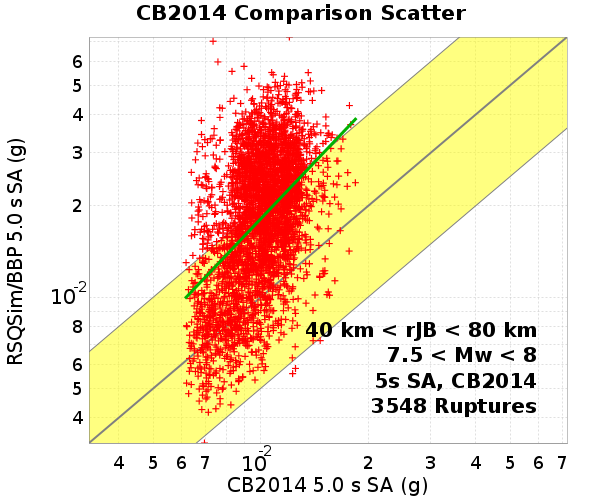 CB2014 Comparison Scatter
RSQSim/BBP 5.0 s SA (g)
6
5
4
3
2
10-2
8
6
5
4
40 km < rJB < 80 km
7.5 < Mw < 8
5s SA, CB2014
3548 Ruptures
4 5 6 7 10-2 2 3 4 5 6 7
CB2014 5.0 s SA (g)